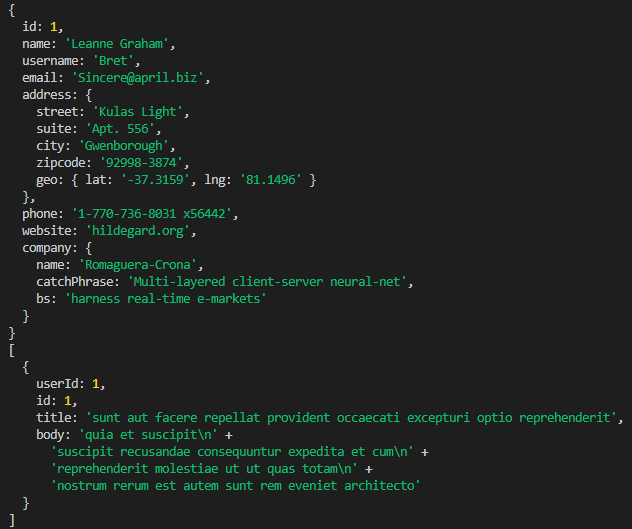 {
  id: 1,
  name: 'Leanne Graham',
  username: 'Bret',
  email: 'Sincere@april.biz',
  address: {
    street: 'Kulas Light',
    suite: 'Apt. 556',
    city: 'Gwenborough',
    zipcode: '92998-3874',
    geo: { lat: '-37.3159', lng: '81.1496' }
  },
  phone: '1-770-736-8031 x56442',
  website: 'hildegard.org',
  company: {
    name: 'Romaguera-Crona',
    catchPhrase: 'Multi-layered client-server neural-net',
    bs: 'harness real-time e-markets'
  }
}
[
  {
    userId: 1,
    id: 1,
    title: 'sunt aut facere repellat provident occaecati excepturi optio reprehenderit',
    body: 'quia et suscipit\n' +
      'suscipit recusandae consequuntur expedita et cum\n' +
      'reprehenderit molestiae ut ut quas totam\n' +
      'nostrum rerum est autem sunt rem eveniet architecto'
  }
]